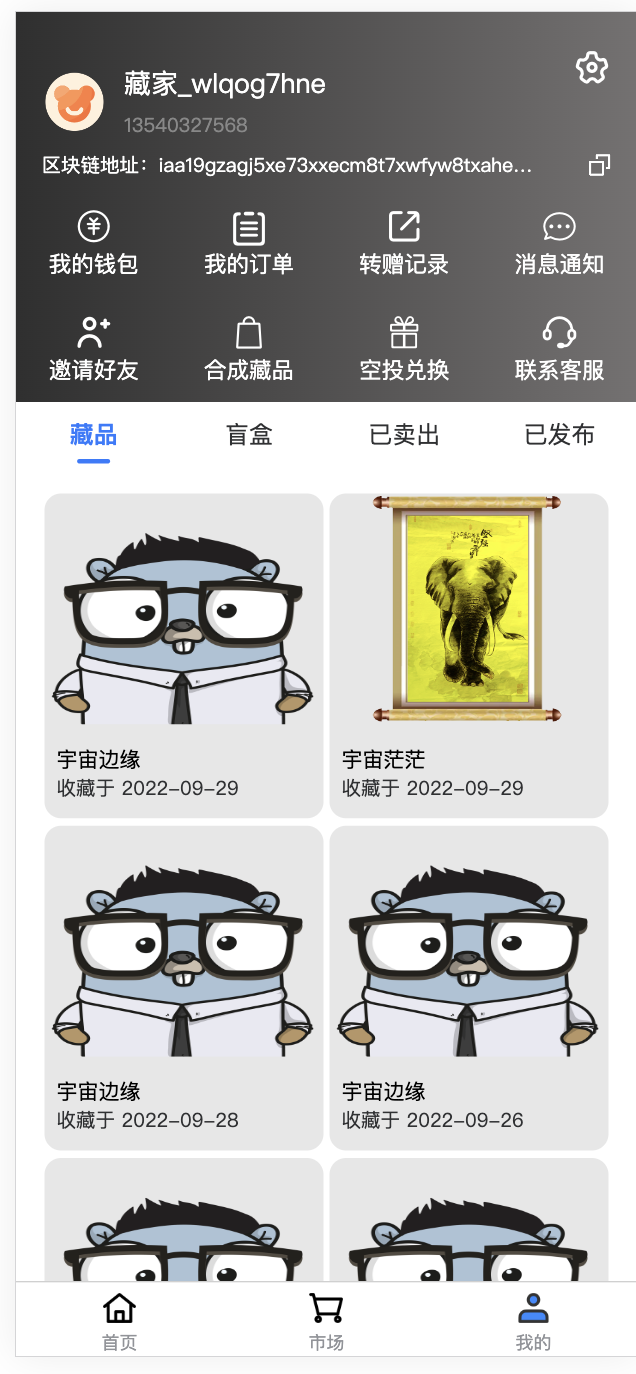 藏家_wlqog7hne
13540327568
区块链地址：iaa19gzagj5xe73xxecm8t7xwfyw8txahe...
我的钱包 我的订单 转赠记录 消息通知
邀请好友 合成藏品 空投兑换 联系客服
藏品 盲盒 已卖出 已发布
宇宙边缘 宇宙茫茫
收藏于 2022-09-29 收藏于 2022-09-29
宇宙边缘 宇宙边缘
收藏于 2022-09-28 收藏于 2022-09-26
首页 市场 我的